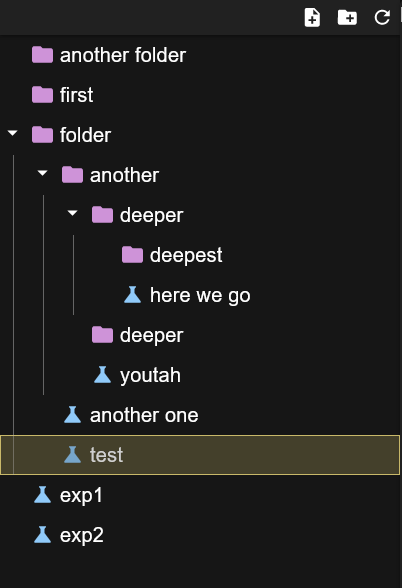 another folder
first
folder
another
deeper
deepest
here we go
deeper
youtah
another one
test
exp1
exp2